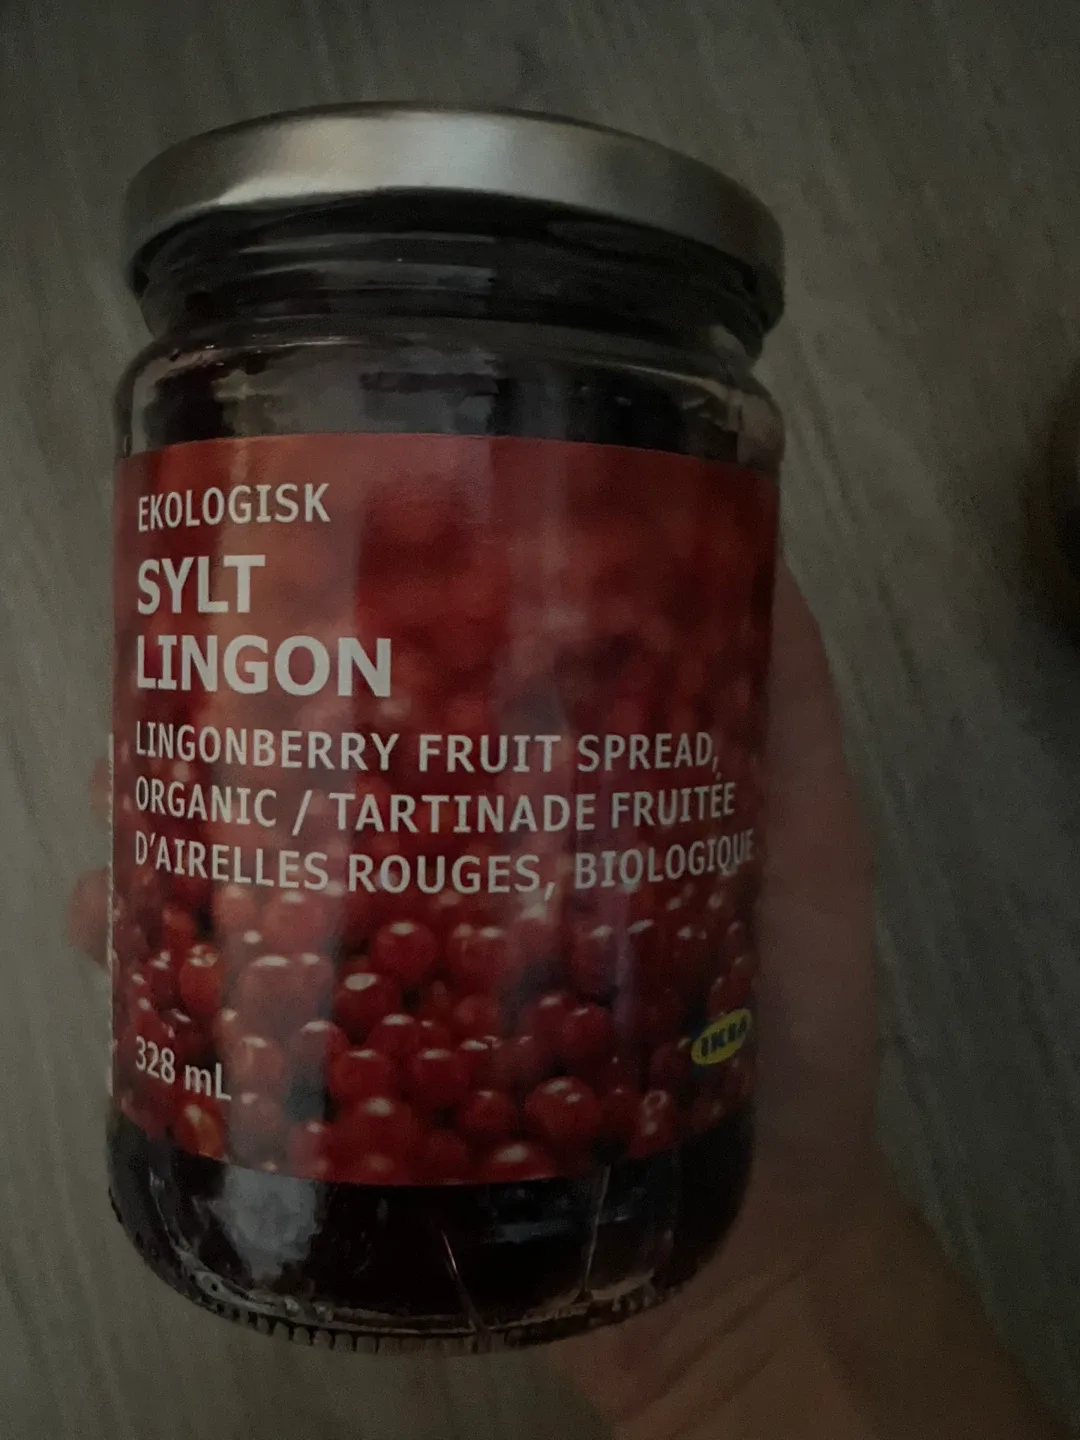 EKOLOGISK
SYLT
LINGON
LINGONBERRY FRUIT SPREAD,
ORGANIC / TARTINADE FRUITÉE
D'AIRELLES ROUGES, BIOLOGIQUE
328 mL
IKEA